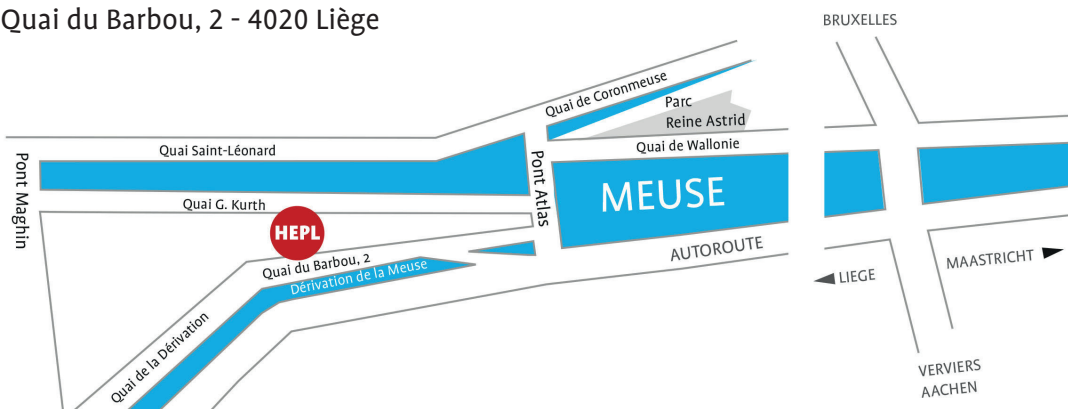 Quai du Barbou, 2 - 4020 Liège
BRUXELLES
Quai de Coronmeuse
Parc
Reine Astrid
Quai Saint-Léonard
Quai de Wallonie
Pont Maghin
Pont Atlas
MEUSE
Quai G. Kurth
HEPL
Quai du Barbou, 2
Dérivation de la Meuse
AUTOROUTE
LIEGE
MAASTRICHT
Quai de la Dérivation
VERVIERS
AACHEN